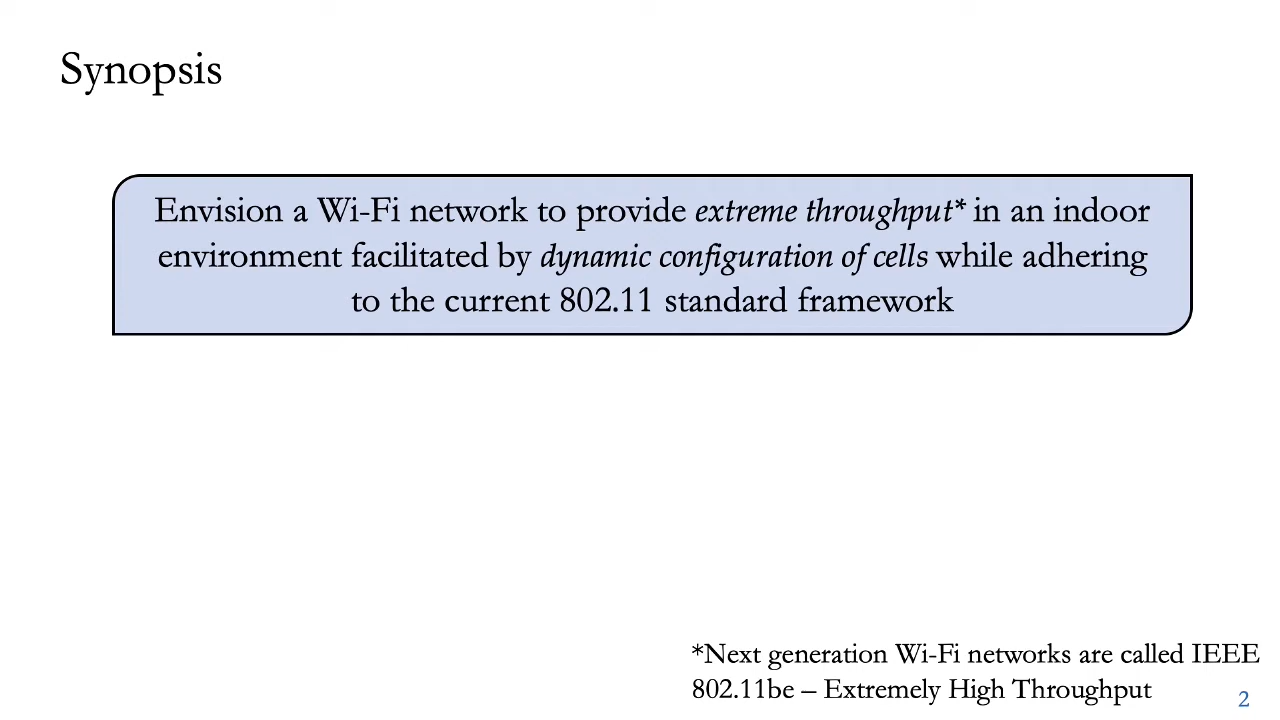 Synopsis
Envision a Wi-Fi network to provide extreme throughput* in an indoor
environment facilitated by dynamic configuration of cells while adhering
to the current 802.11 standard framework
*Next generation Wi-Fi networks are called IEEE
802.11be – Extremely High Throughput
2